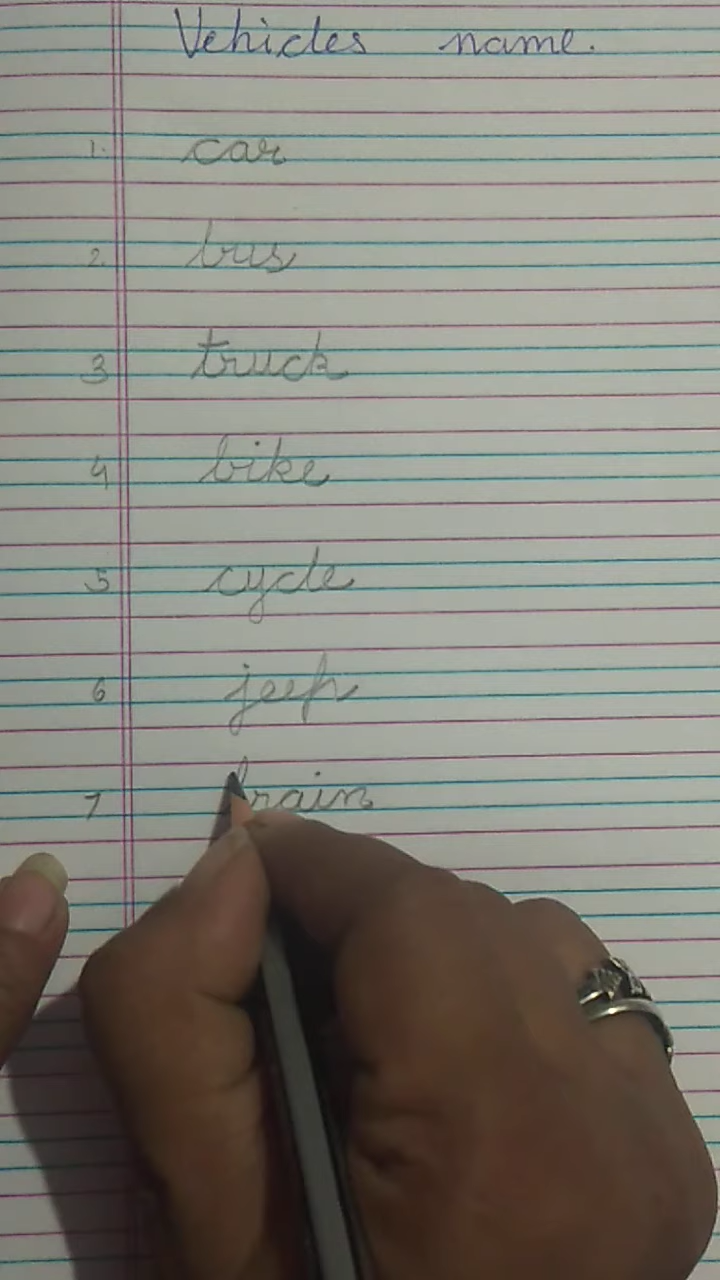 Vehicles name.
1. car
2. bus
3 truck
4 bike
5 cycle
6 jeep
7 train